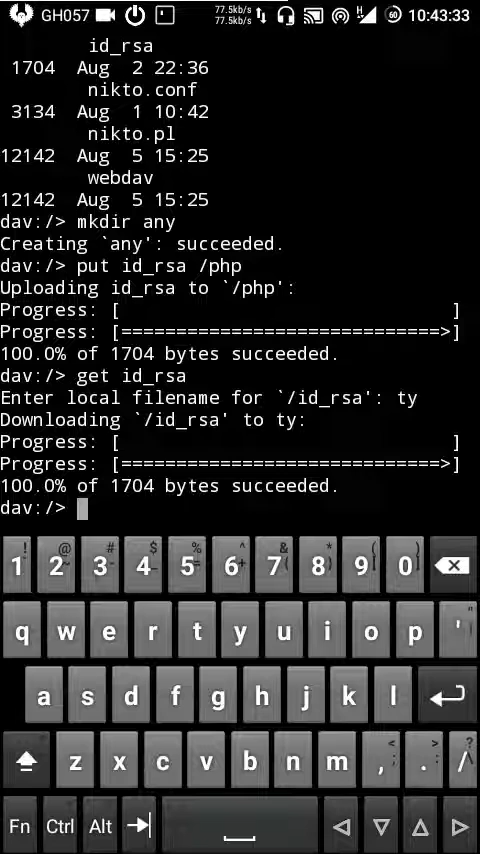 GH057 77.5kb/s 77.5kb/s H 60 10:43:33
id_rsa
1704 Aug 2 22:36
nikto.conf
3134 Aug 1 10:42
nikto.pl
12142 Aug 5 15:25
webdav
12142 Aug 5 15:25
dav:/> mkdir any
Creating `any': succeeded.
dav:/> put id_rsa /php
Uploading id_rsa to `/php':
Progress: [ ]
Progress: [=============================>]
100.0% of 1704 bytes succeeded.
dav:/> get id_rsa
Enter local filename for `/id_rsa': ty
Downloading `/id_rsa' to ty:
Progress: [ ]
Progress: [=============================>]
100.0% of 1704 bytes succeeded.
dav:/>
1 ! 2 @ 3 # 4 $ 5 % 6 ^ 7 & 8 * 9 ( 0 )
q w e r t y u i o p ' "
a s d f g h j k l
z x c v b n m , < . > / ?
Fn Ctrl Alt